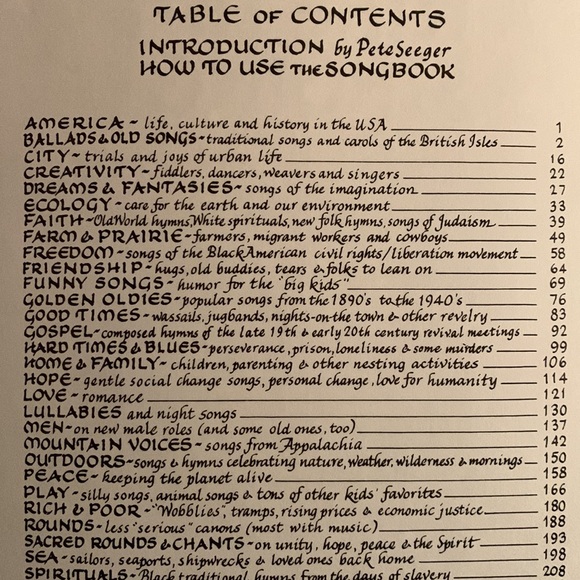 TABLE OF CONTENTS
INTRODUCTION by Pete Seeger
HOW TO USE THE SONGBOOK
AMERICA - life, culture and history in the USA 1
BALLADS & OLD SONGS - traditional songs and carols of the British Isles 2
CITY - trials and joys of urban life 16
CREATIVITY - fiddlers, dancers, weavers and singers 22
DREAMS & FANTASIES - songs of the imagination 27
ECOLOGY - care for the earth and our environment 33
FAITH - Old World hymns, White spirituals, new folk hymns, songs of Judaism 39
FARM & PRAIRIE - farmers, migrant workers and cowboys 49
FREEDOM - songs of the Black American civil rights/liberation movement 58
FRIENDSHIP - hugs, old buddies, tears & folks to lean on 64
FUNNY SONGS - humor for the "big kids" 69
GOLDEN OLDIES - popular songs from the 1890's to the 1940's 76
GOOD TIMES - wassails, jugbands, nights-on-the town & other revelry 83
GOSPEL - composed hymns of the late 19th & early 20th century revival meetings 92
HARD TIMES & BLUES - perseverance, prison, loneliness & some murders 99
HOME & FAMILY - children, parenting & other nesting activities 106
HOPE - gentle social change songs, personal change, love for humanity 114
LOVE - romance 121
LULLABIES and night songs 130
MEN - on new male roles (and some old ones, too) 137
MOUNTAIN VOICES - songs from Appalachia 142
OUTDOORS - songs & hymns celebrating nature, weather, wilderness & mornings 150
PEACE - keeping the planet alive 158
PLAY - silly songs, animal songs & tons of other kids' favorites 166
RICH & POOR - "Wobblies", tramps, rising prices & economic justice 180
ROUNDS - less "serious" canons (most with music) 188
SACRED ROUNDS & CHANTS - on unity, hope, peace & the Spirit 193
SEA - sailors, seaports, shipwrecks & loved ones back home 198
SPIRITUALS - Black traditional hymns from the days of slavery 208